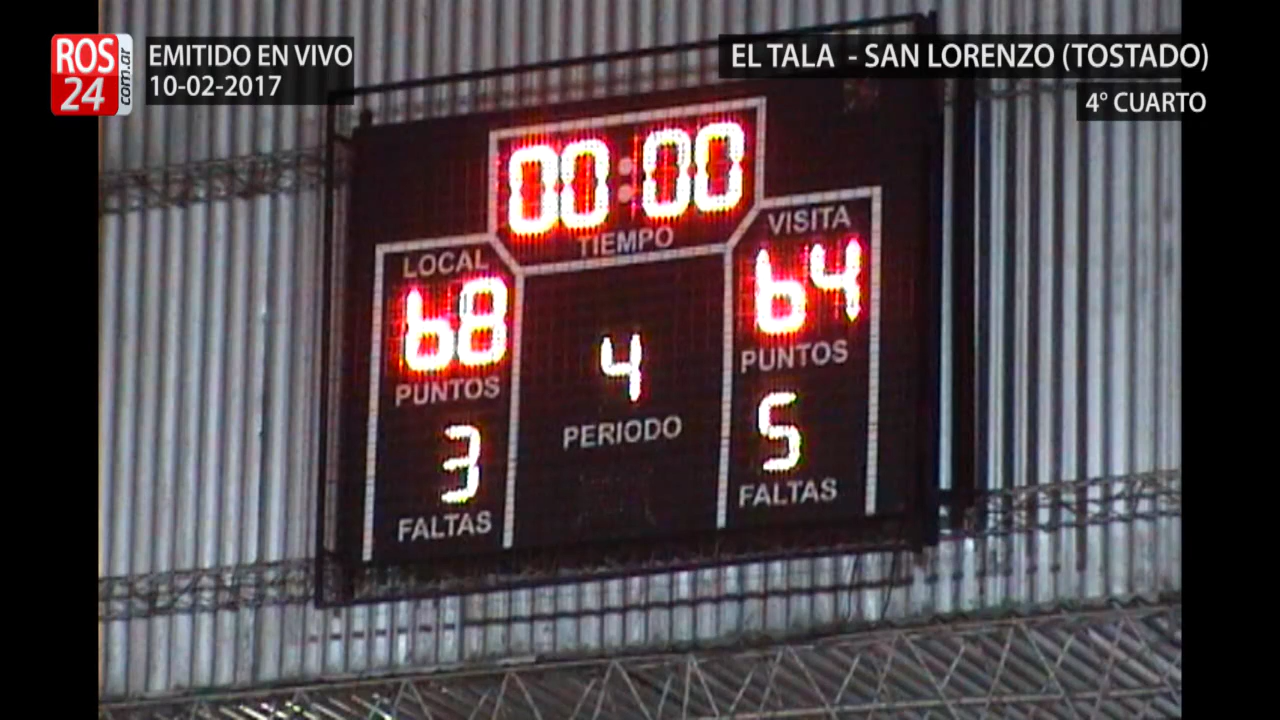 ROS
24
.com.ar
EMITIDO EN VIVO
10-02-2017
EL TALA - SAN LORENZO (TOSTADO)
4° CUARTO
00:00
TIEMPO
LOCAL
68
PUNTOS
3
FALTAS
4
PERIODO
VISITA
64
PUNTOS
5
FALTAS